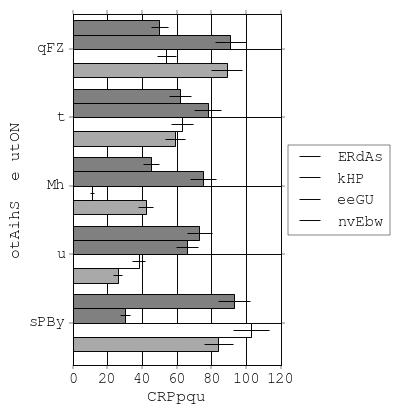 qFZ
t
Mh
u
sPBy
0 20 40 60 80 100 120
CRPpqu
otAihS e utON
ERdAs
kHP
eeGU
nvEbw